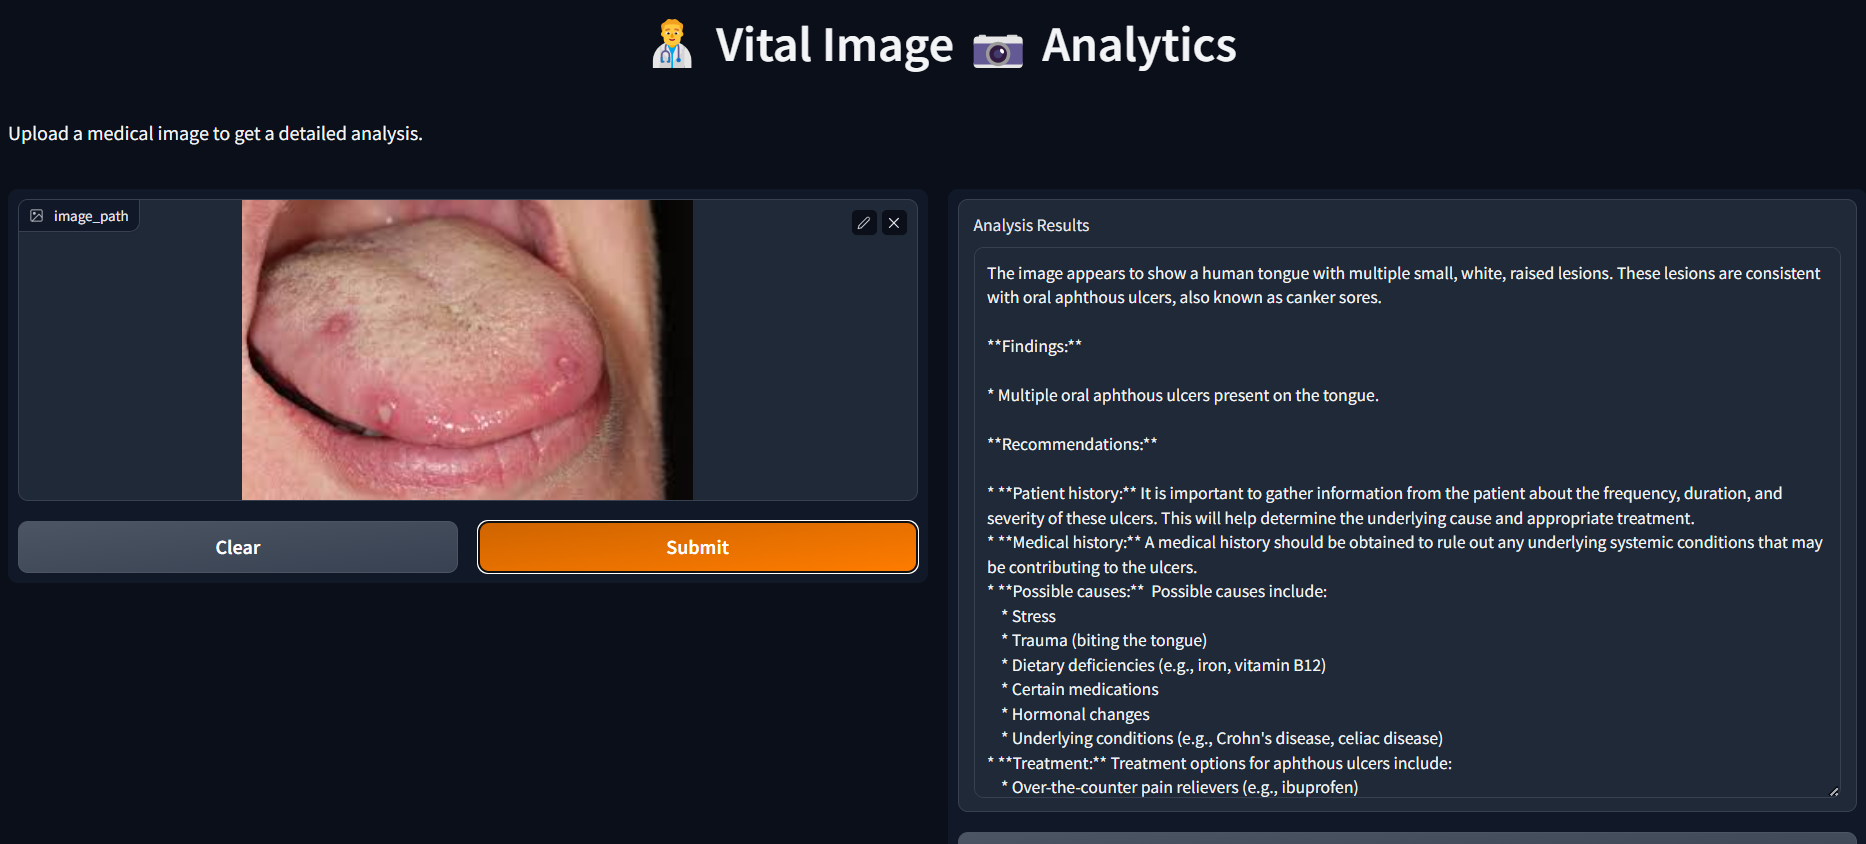 Vital Image Analytics
Upload a medical image to get a detailed analysis.
image_path
Clear
Submit
Analysis Results
The image appears to show a human tongue with multiple small, white, raised lesions. These lesions are consistent
with oral aphthous ulcers, also known as canker sores.
**Findings:**
* Multiple oral aphthous ulcers present on the tongue.
**Recommendations:**
* **Patient history:** It is important to gather information from the patient about the frequency, duration, and
severity of these ulcers. This will help determine the underlying cause and appropriate treatment.
* **Medical history:** A medical history should be obtained to rule out any underlying systemic conditions that may
be contributing to the ulcers.
* **Possible causes:**  Possible causes include:
* Stress
* Trauma (biting the tongue)
* Dietary deficiencies (e.g., iron, vitamin B12)
* Certain medications
* Hormonal changes
* Underlying conditions (e.g., Crohn's disease, celiac disease)
* **Treatment:** Treatment options for aphthous ulcers include:
* Over-the-counter pain relievers (e.g., ibuprofen)